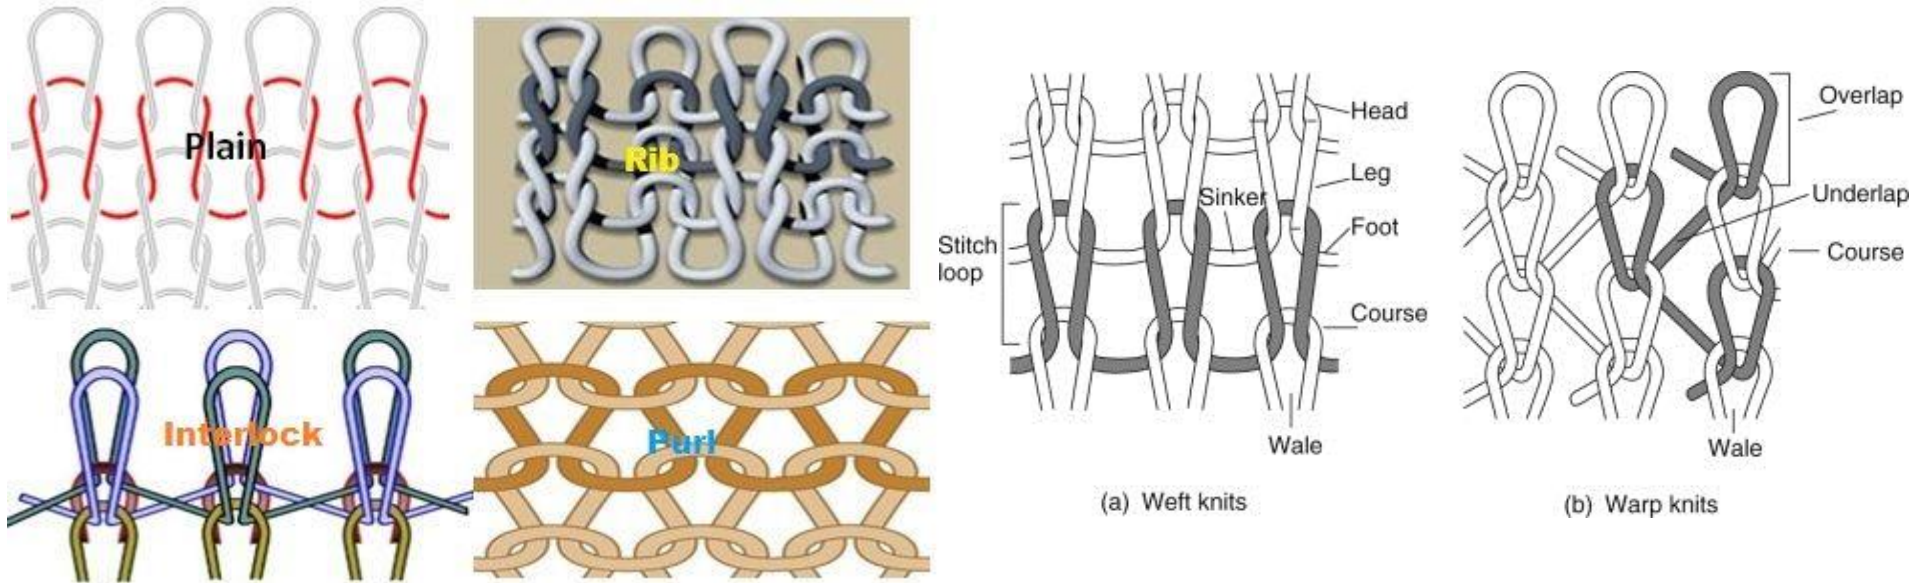 Plain
Rib
Interlock
Purl
Head
Leg
Sinker
Foot
Stitch
loop
Course
Wale
(a) Weft knits
Overlap
Underlap
Course
Wale
(b) Warp knits